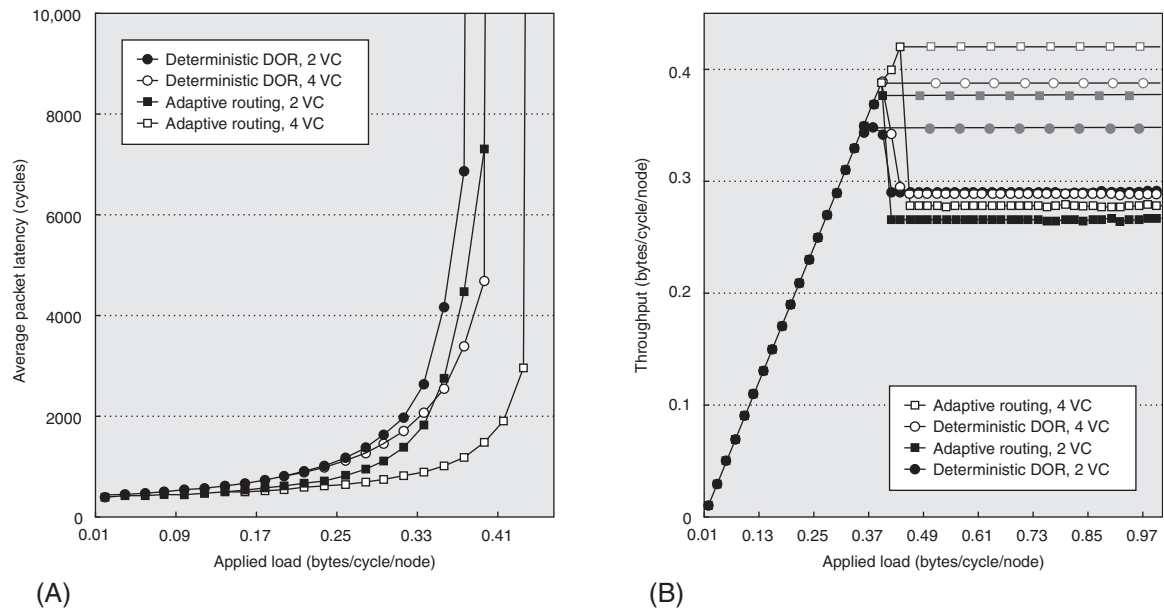 10,000
8000
6000
4000
2000
0
Average packet latency (cycles)
Deterministic DOR, 2 VC
Deterministic DOR, 4 VC
Adaptive routing, 2 VC
Adaptive routing, 4 VC
0.01 0.09 0.17 0.25 0.33 0.41
Applied load (bytes/cycle/node)
(A)
0.4
0.3
0.2
0.1
0
Throughput (bytes/cycle/node)
Adaptive routing, 4 VC
Deterministic DOR, 4 VC
Adaptive routing, 2 VC
Deterministic DOR, 2 VC
0.01 0.13 0.25 0.37 0.49 0.61 0.73 0.85 0.97
Applied load (bytes/cycle/node)
(B)